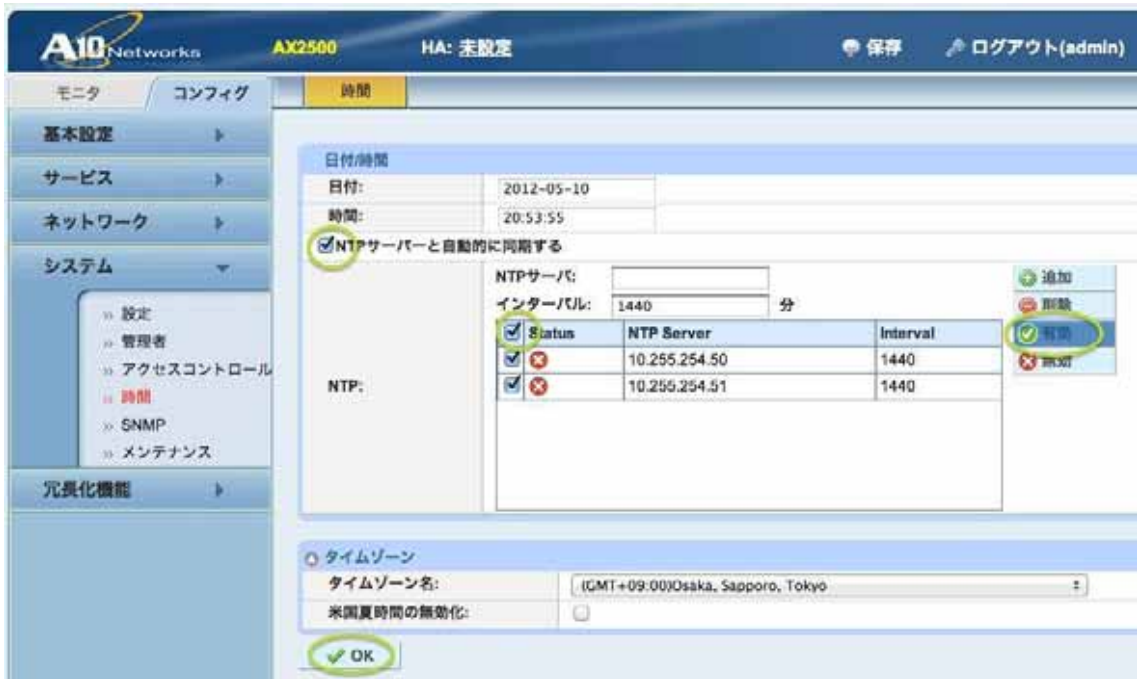 A10 Networks
AX2500
HA: 未設定
保存
ログアウト(admin)
モニタ
コンフィグ
時間
基本設定
サービス
ネットワーク
システム
設定
管理者
アクセスコントロール
時間
SNMP
メンテナンス
冗長化機能
日付/時間
日付: 2012-05-10
時間: 20:53:55
NTPサーバーと自動的に同期する
NTP:
NTPサーバ:
インターバル: 1440 分
Status NTP Server Interval
10.255.254.50 1440
10.255.254.51 1440
追加
削除
有効
無効
タイムゾーン
タイムゾーン名: (GMT+09:00)Osaka, Sapporo, Tokyo
米国夏時間の無効化:
OK